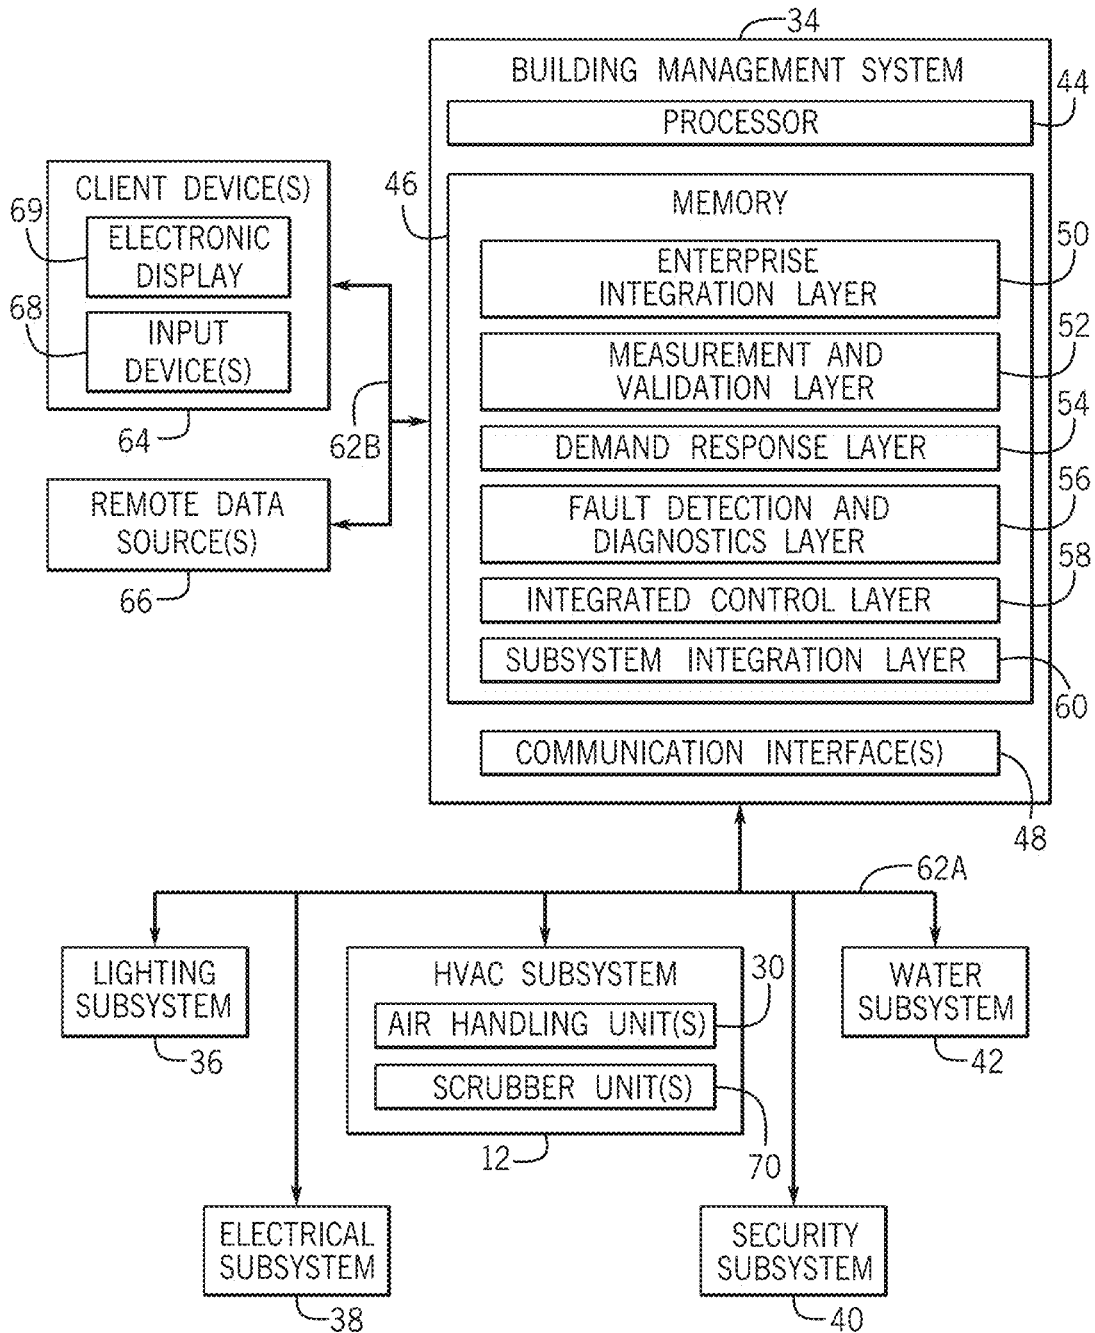 34
BUILDING MANAGEMENT SYSTEM
44
PROCESSOR
46
MEMORY
50
ENTERPRISE
INTEGRATION LAYER
52
MEASUREMENT AND
VALIDATION LAYER
54
DEMAND RESPONSE LAYER
56
FAULT DETECTION AND
DIAGNOSTICS LAYER
58
INTEGRATED CONTROL LAYER
SUBSYSTEM INTEGRATION LAYER
60
COMMUNICATION INTERFACE(S)
48
CLIENT DEVICE(S)
69
ELECTRONIC
DISPLAY
68
INPUT
DEVICE(S)
64
62B
REMOTE DATA
SOURCE(S)
66
62A
LIGHTING
SUBSYSTEM
36
HVAC SUBSYSTEM
30
AIR HANDLING UNIT(S)
SCRUBBER UNIT(S)
12
70
WATER
SUBSYSTEM
42
ELECTRICAL
SUBSYSTEM
38
SECURITY
SUBSYSTEM
40